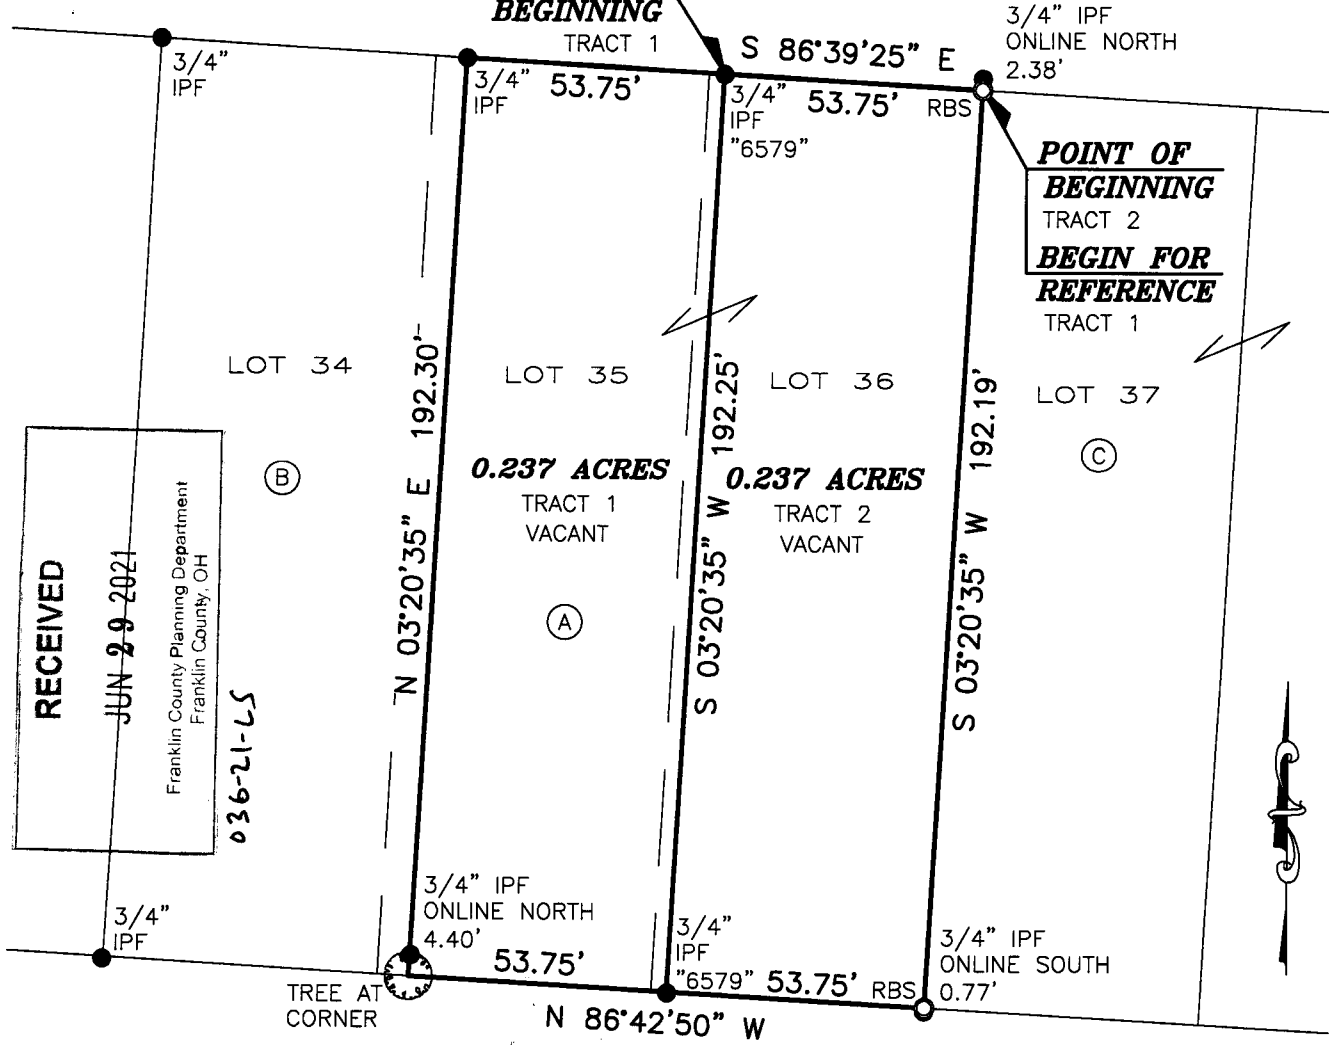 BEGINNING
TRACT 1
S 86°39'25" E
3/4" IPF
ONLINE NORTH
2.38'
3/4"
IPF
3/4"
IPF
53.75'
3/4"
IPF
"6579"
53.75'
RBS
POINT OF
BEGINNING
TRACT 2
BEGIN FOR
REFERENCE
TRACT 1
LOT 34
LOT 35
LOT 36
LOT 37
N 03°20'35" E 192.30'
S 03°20'35" W 192.25'
S 03°20'35" W 192.19'
B
C
0.237 ACRES
TRACT 1
VACANT
0.237 ACRES
TRACT 2
VACANT
A
RECEIVED
JUN 29 2021
Franklin County Planning Department
Franklin County, OH
036-21-LS
3/4"
IPF
3/4" IPF
ONLINE NORTH
4.40'
53.75'
3/4"
IPF
"6579"
53.75'
RBS
3/4" IPF
ONLINE SOUTH
0.77'
TREE AT
CORNER
N 86°42'50" W